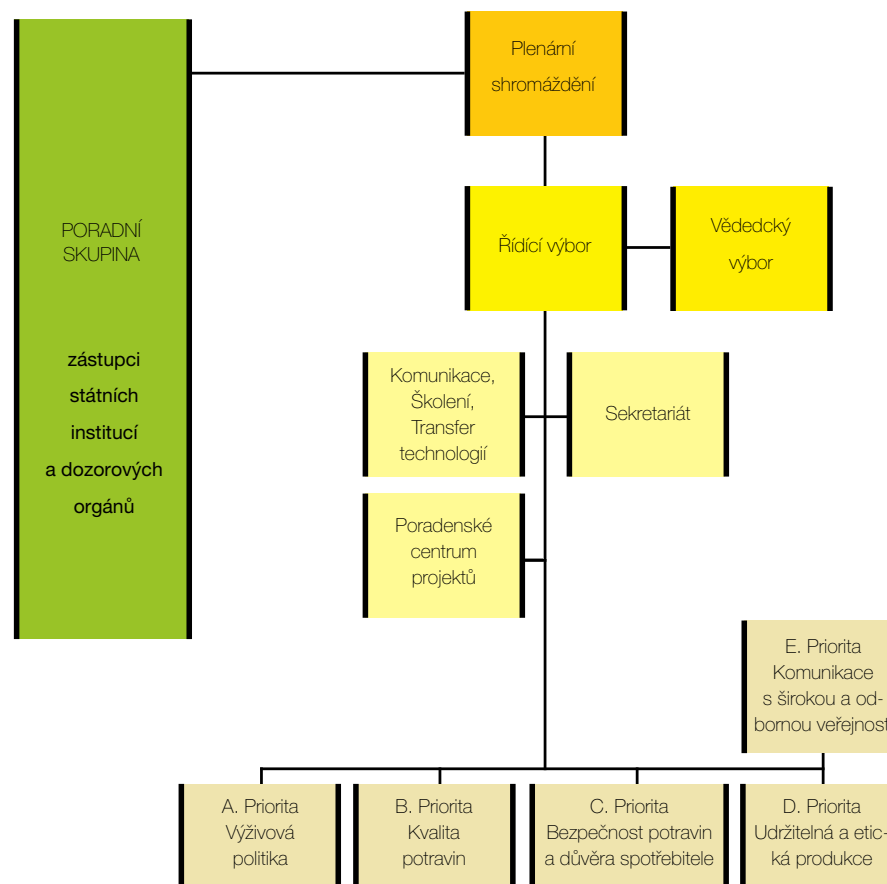 Plenární
shromáždění
PORADNÍ
SKUPINA
zástupci
státních
institucí
a dozorových
orgánů
Řídící výbor
Vědedcký
výbor
Komunikace,
Školení,
Transfer
technologií
Sekretariát
Poradenské
centrum
projektů
E. Priorita
Komunikace
s širokou a od-
bornou veřejnost
A. Priorita
Výživová
politika
B. Priorita
Kvalita
potravin
C. Priorita
Bezpečnost potravin
a důvěra spotřebitele
D. Priorita
Udržitelná a etic-
ká produkce